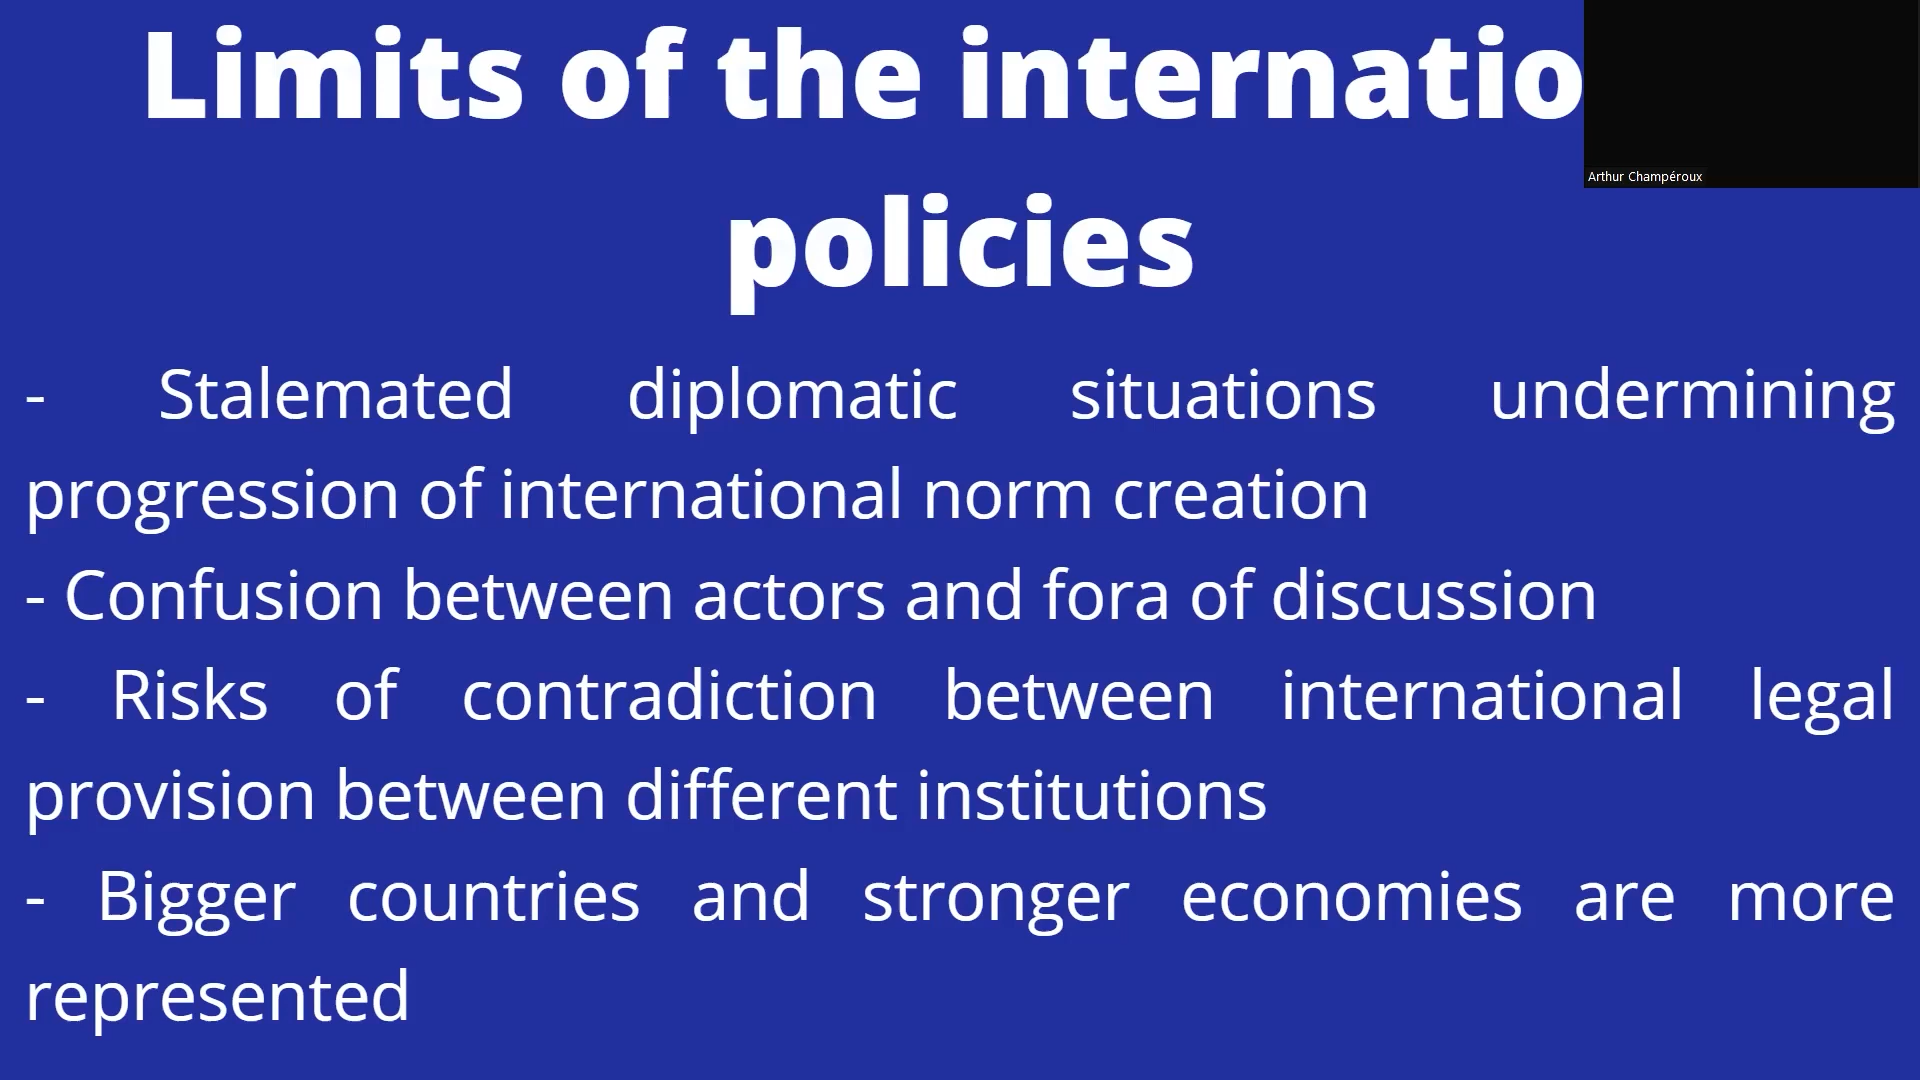 Limits of the internatio
Arthur Champéroux
policies
- Stalemated diplomatic situations undermining
progression of international norm creation
- Confusion between actors and fora of discussion
- Risks of contradiction between international legal
provision between different institutions
- Bigger countries and stronger economies are more
represented